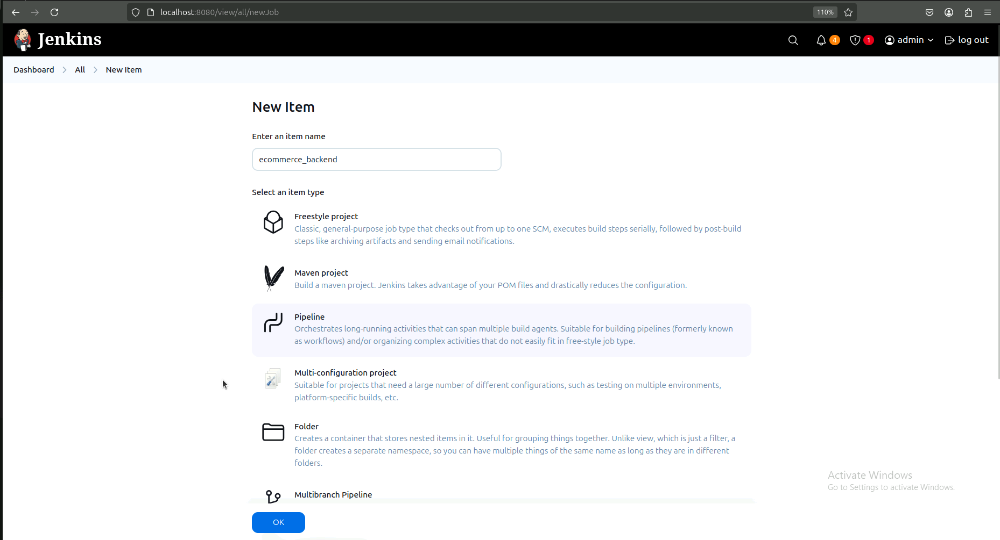 localhost:8080/view/all/newJob
110%
Jenkins
4
1
admin
log out
Dashboard
All
New Item
New Item
Enter an item name
ecommerce_backend
Select an item type
Freestyle project
Classic, general-purpose job type that checks out from up to one SCM, executes build steps serially, followed by post-build
steps like archiving artifacts and sending email notifications.
Maven project
Build a maven project. Jenkins takes advantage of your POM files and drastically reduces the configuration.
Pipeline
Orchestrates long-running activities that can span multiple build agents. Suitable for building pipelines (formerly known
as workflows) and/or organizing complex activities that do not easily fit in free-style job type.
Multi-configuration project
Suitable for projects that need a large number of different configurations, such as testing on multiple environments,
platform-specific builds, etc.
Folder
Creates a container that stores nested items in it. Useful for grouping things together. Unlike view, which is just a filter, a
folder creates a separate namespace, so you can have multiple things of the same name as long as they are in different
folders.
Multibranch Pipeline
OK
Activate Windows
Go to Settings to activate Windows.